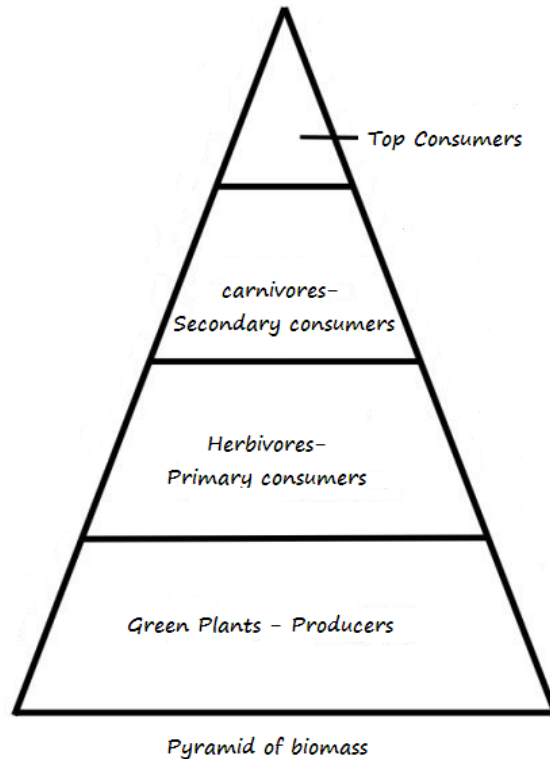 Top Consumers
carnivores-
Secondary consumers
Herbivores-
Primary consumers
Green Plants - Producers
Pyramid of biomass